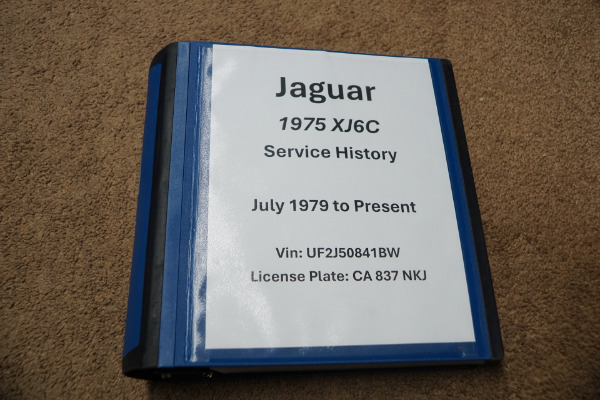 Jaguar
1975 XJ6C
Service History
July 1979 to Present
Vin: UF2J50841BW
License Plate: CA 837 NKJ